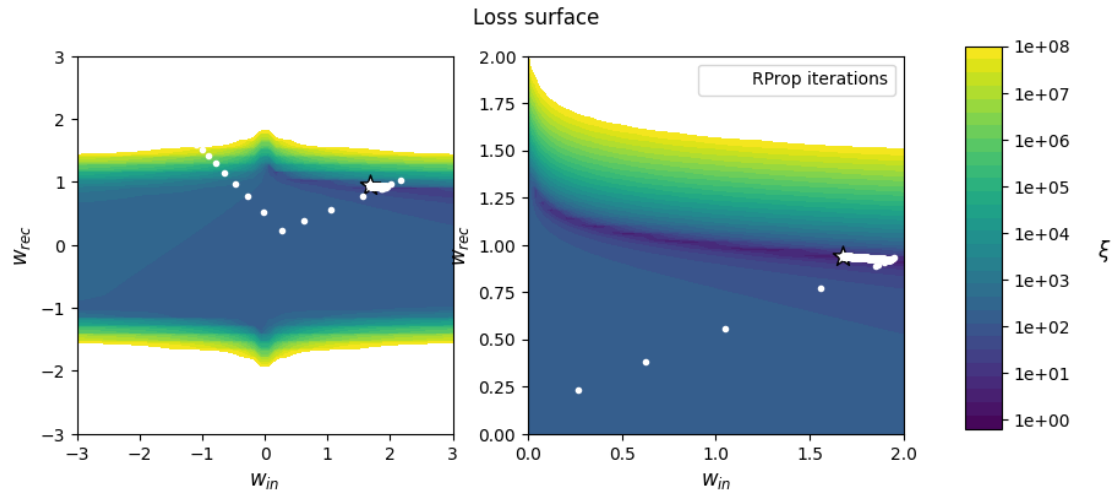 Loss surface
3
2
1
0
−1
−2
−3
w_rec
−3
−2
−1
0
1
2
3
w_in
RProp iterations
2.00
1.75
1.50
1.25
1.00
0.75
0.50
0.25
0.00
w_rec
0.0
0.5
1.0
1.5
2.0
w_in
1e+08
1e+07
1e+06
1e+05
1e+04
1e+03
1e+02
1e+01
1e+00
ξ